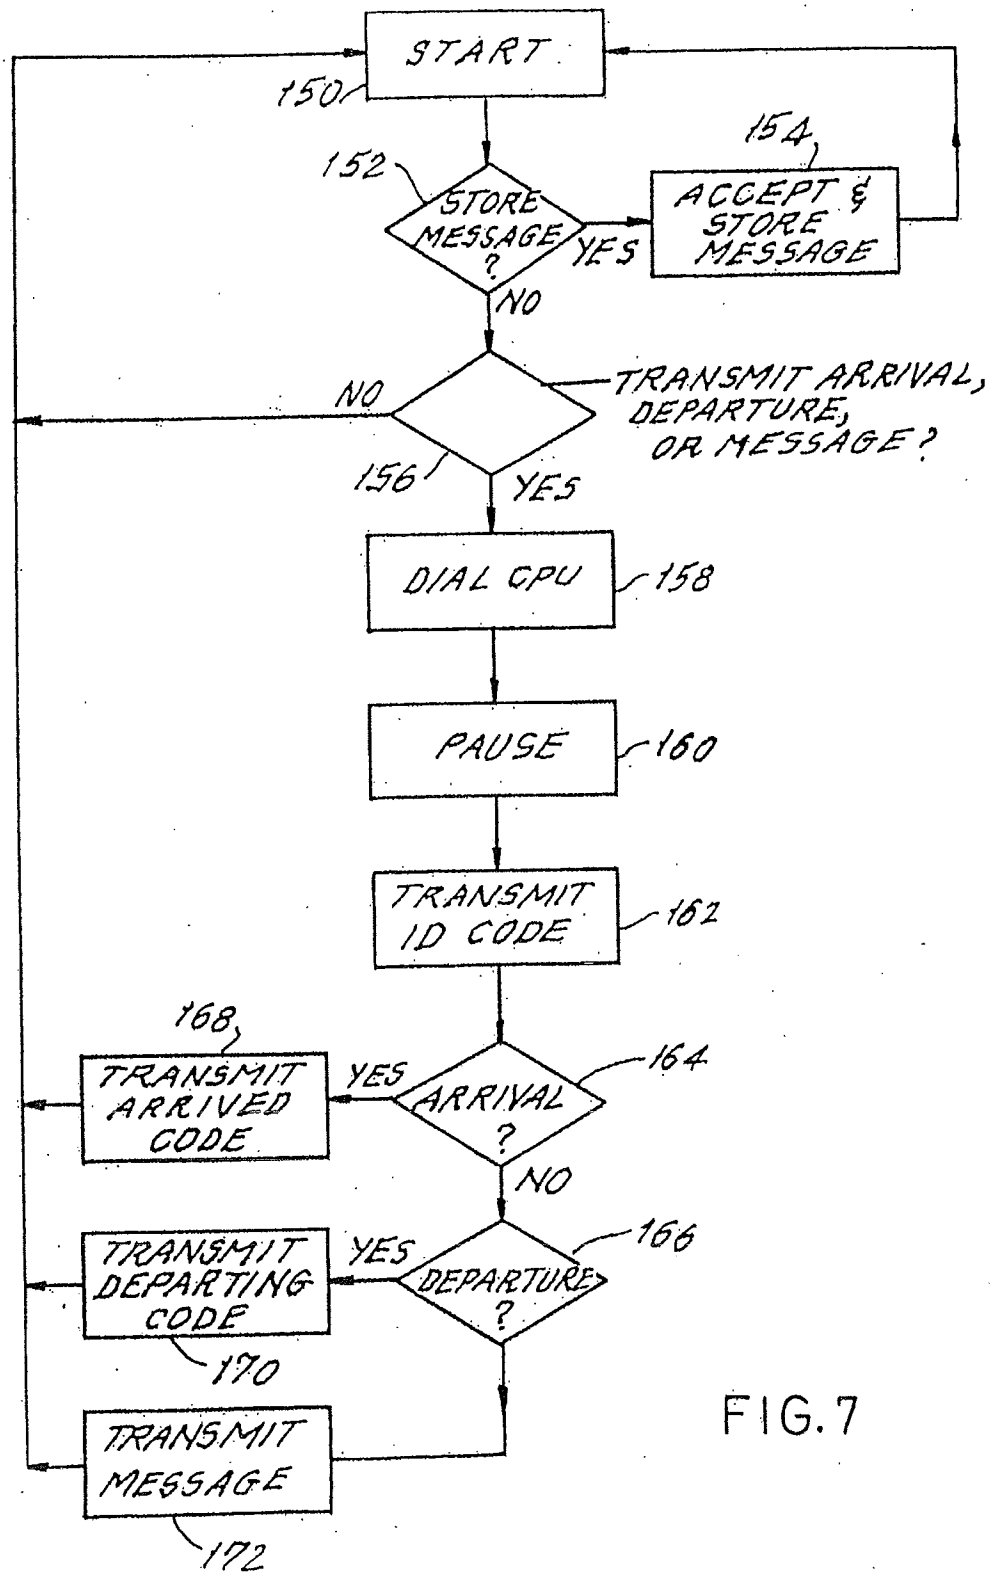 START
150
152
STORE
MESSAGE
?
YES
154
ACCEPT &
STORE
MESSAGE
NO
NO
TRANSMIT ARRIVAL,
DEPARTURE,
OR MESSAGE?
156
YES
DIAL CPU
158
PAUSE
160
TRANSMIT
ID CODE
162
168
TRANSMIT
ARRIVED
CODE
YES
ARRIVAL
?
164
NO
TRANSMIT
DEPARTING
CODE
170
YES
DEPARTURE
?
166
TRANSMIT
MESSAGE
172
FIG. 7